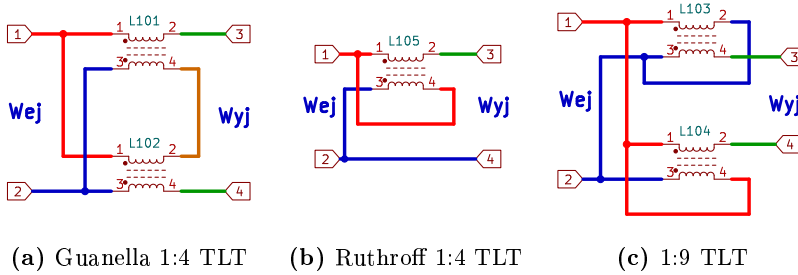 L101
1 1 2 3
3 4
Wej Wyj
L102
1 2
2 3 4 4
(a) Guanella 1:4 TLT
L105
1 1 2 3
3 4
Wej Wyj
2 4
(b) Ruthroff 1:4 TLT
L103
1 1 2
3 4 3
Wej Wyj
L104
1 2 4
2 3 4
(c) 1:9 TLT